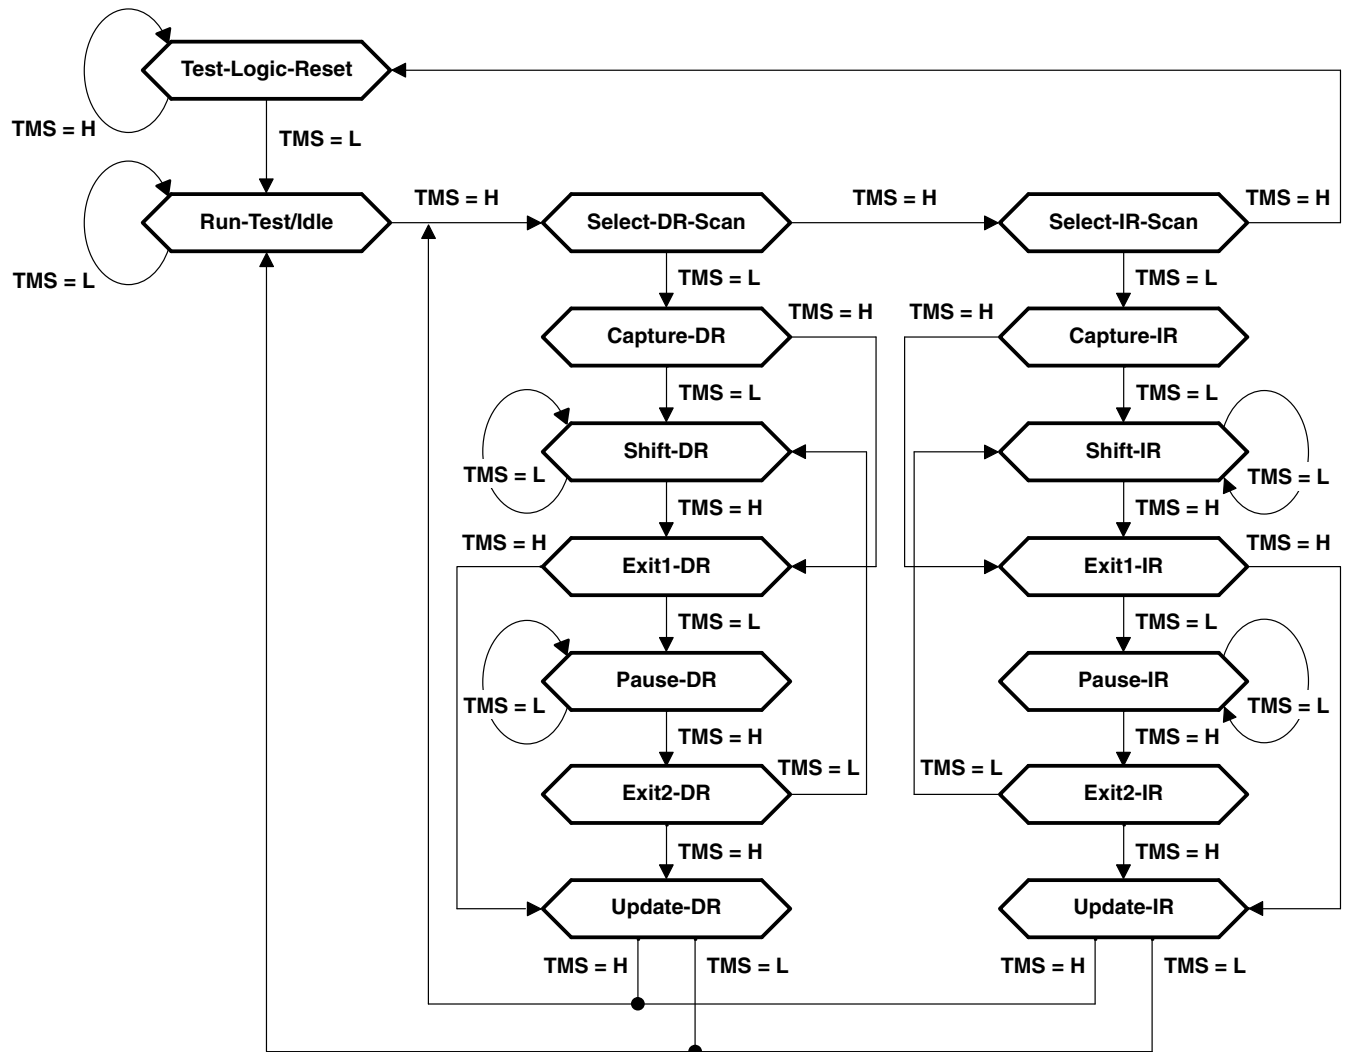 Test-Logic-Reset
TMS = H
TMS = L
Run-Test/Idle
TMS = L
TMS = H
Select-DR-Scan
TMS = H
Select-IR-Scan
TMS = H
TMS = L
TMS = L
Capture-DR
TMS = H
TMS = H
Capture-IR
TMS = L
TMS = L
Shift-DR
TMS = L
Shift-IR
TMS = L
TMS = H
TMS = H
TMS = H
Exit1-DR
Exit1-IR
TMS = H
TMS = L
TMS = L
Pause-DR
TMS = L
Pause-IR
TMS = L
TMS = H
TMS = H
Exit2-DR
TMS = L
TMS = L
Exit2-IR
TMS = H
TMS = H
Update-DR
Update-IR
TMS = H
TMS = L
TMS = H
TMS = L